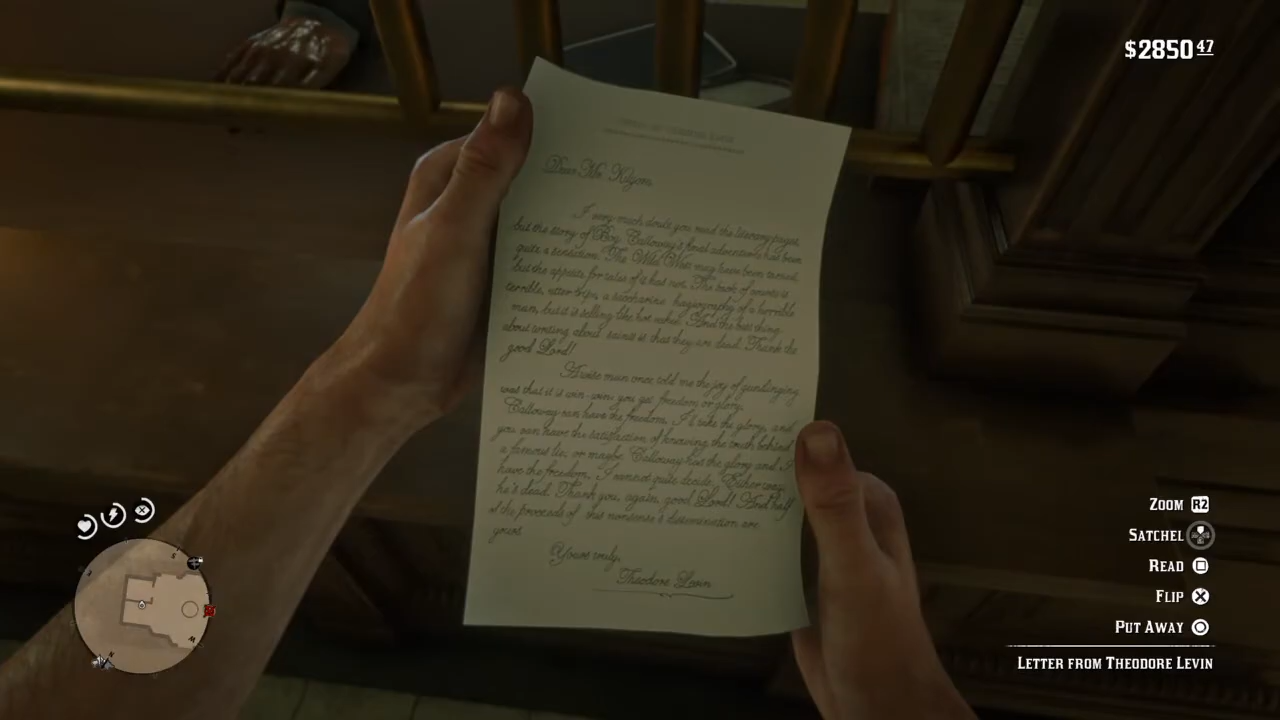 $2850 47
Dear Mr. Kilgore,
I very much doubt you read the literary pages,
but the story of Boy Calloway's final adventures has been
quite a sensation. The Wild West may have been tamed,
but the appetite for tales of it has not. The book of course is
terrible, utter tripe, a saccharine hagiography of a horrible
man, but it is selling like hot cakes. And the best thing
about writing about saints is that they are dead. Thank the
good Lord!
A wise man once told me the joy of gunslinging
was that it is win-win: you get freedom or glory.
Calloway can have the freedom, I'll take the glory, and
you can have the satisfaction of knowing the truth behind
a famous lie, or maybe Calloway has the glory and I
have the freedom. I cannot quite decide. Either way,
he's dead. Thank you, again, good Lord! And half
of the proceeds of this nonsense's dissemination are
yours.
Yours truly,
Theodore Levin
ZOOM R2
SATCHEL
READ
FLIP
PUT AWAY
LETTER FROM THEODORE LEVIN